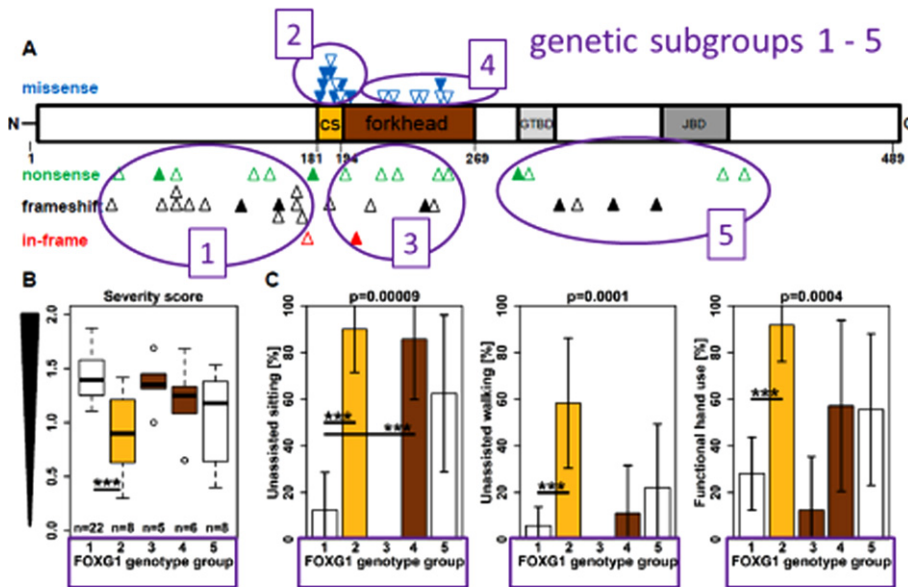 A
genetic subgroups 1 - 5
2
4
missense
N
CS
forkhead
GTBD
JBD
C
1
181
194
269
489
nonsense
frameshift
in-frame
1
3
5
B
Severity score
2.0
1.5
1.0
0.5
0.0
***
n=22 n=8 n=5 n=6 n=8
1 2 3 4 5
FOXG1 genotype group
C
p=0.00009
Unassisted sitting [%]
100
80
60
40
20
0
***
***
1 2 3 4 5
FOXG1 genotype group
p=0.0001
Unassisted walking [%]
100
80
60
40
20
0
***
1 2 3 4 5
FOXG1 genotype group
p=0.0004
Functional hand use [%]
100
80
60
40
20
0
***
1 2 3 4 5
FOXG1 genotype group